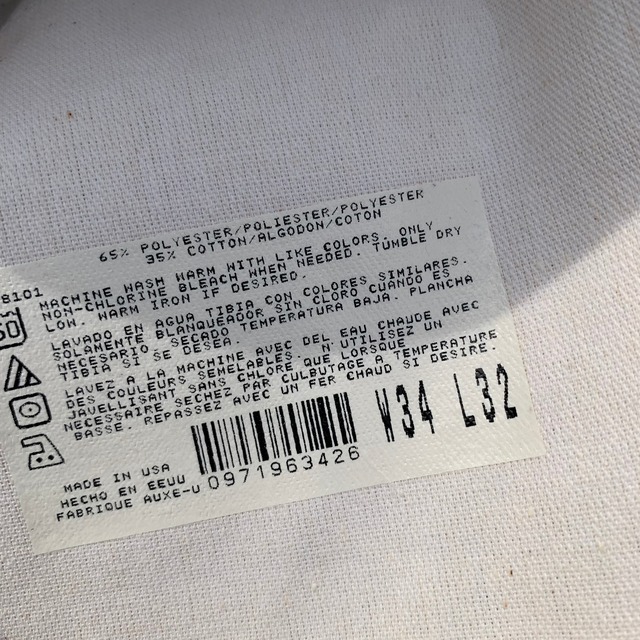 65% POLYESTER/POLIESTER/POLYESTER
35% COTTON/ALGODON/COTON
8101
MACHINE WASH WARM WITH LIKE COLORS. ONLY
NON-CHLORINE BLEACH WHEN NEEDED. TUMBLE DRY
LOW. WARM IRON IF DESIRED.
LAVADO EN AGUA TIBIA CON COLORES SIMILARES.
SOLAMENTE BLANQUEADOR SIN CLORO CUANDO ES
NECESARIO. SECADO TEMPERATURA BAJA. PLANCHA
TIBIA SI SE DESEA.
LAVEZ A LA MACHINE AVEC DEL EAU CHAUDE AVEC
DES COULEURS SEMELABLES. N'UTILISEZ UN
JAVELLISANT SANS CHLORE QUE LORSQUE
NECESSAIRE SECHEZ PAR CULBUTAGE A TEMPERATURE
BASSE. REPASSEZ AVEC UN FER CHAUD SI DESIRE.
W34 L32
MADE IN USA
HECHO EN EEUU
FABRIQUE AUXE-U
0971963426